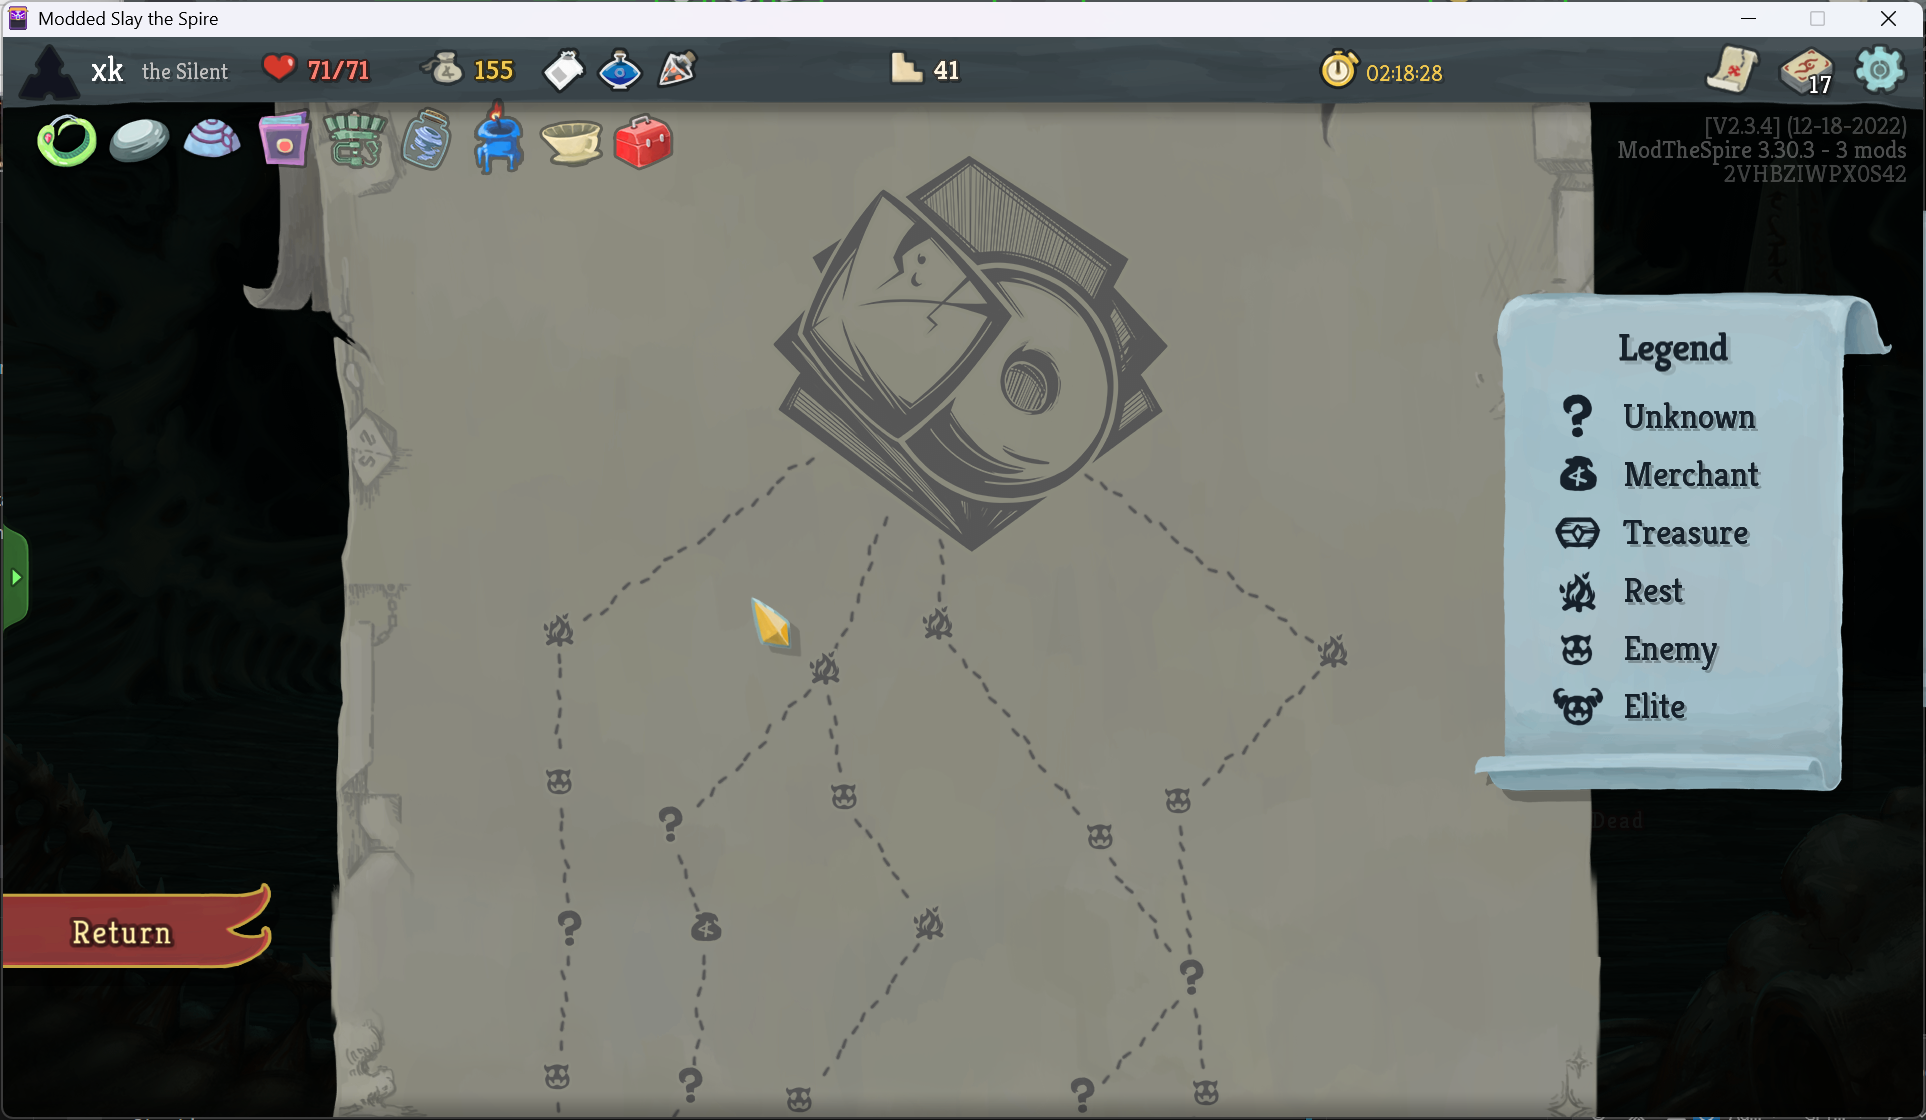 Modded Slay the Spire
xk the Silent 71/71 155 41 02:18:28 17
[V2.3.4] (12-18-2022)
ModTheSpire 3.30.3 - 3 mods
2VHBZIWPX0S42
Legend
Unknown
Merchant
Treasure
Rest
Enemy
Elite
Dead
Return